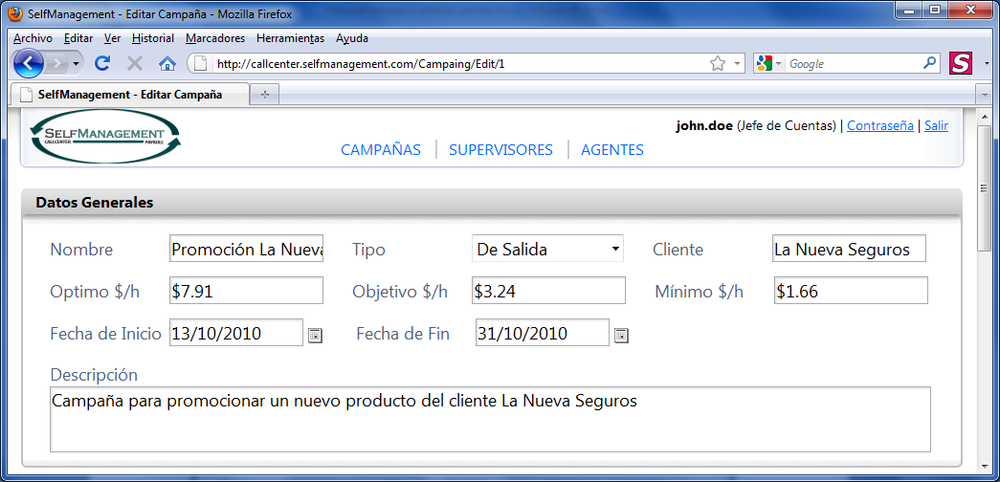 SelfManagement - Editar Campaña - Mozilla Firefox
Archivo Editar Ver Historial Marcadores Herramientas Ayuda
http://callcenter.selfmanagement.com/Campaing/Edit/1 Google S
SelfManagement - Editar Campaña
SELFMANAGEMENT
CALLCENTER PAYROLL
john.doe (Jefe de Cuentas) | Contraseña | Salir
CAMPAÑAS | SUPERVISORES | AGENTES
Datos Generales
Nombre Promoción La Nueva Tipo De Salida Cliente La Nueva Seguros
Optimo $/h $7.91 Objetivo $/h $3.24 Mínimo $/h $1.66
Fecha de Inicio 13/10/2010 Fecha de Fin 31/10/2010
Descripción
Campaña para promocionar un nuevo producto del cliente La Nueva Seguros